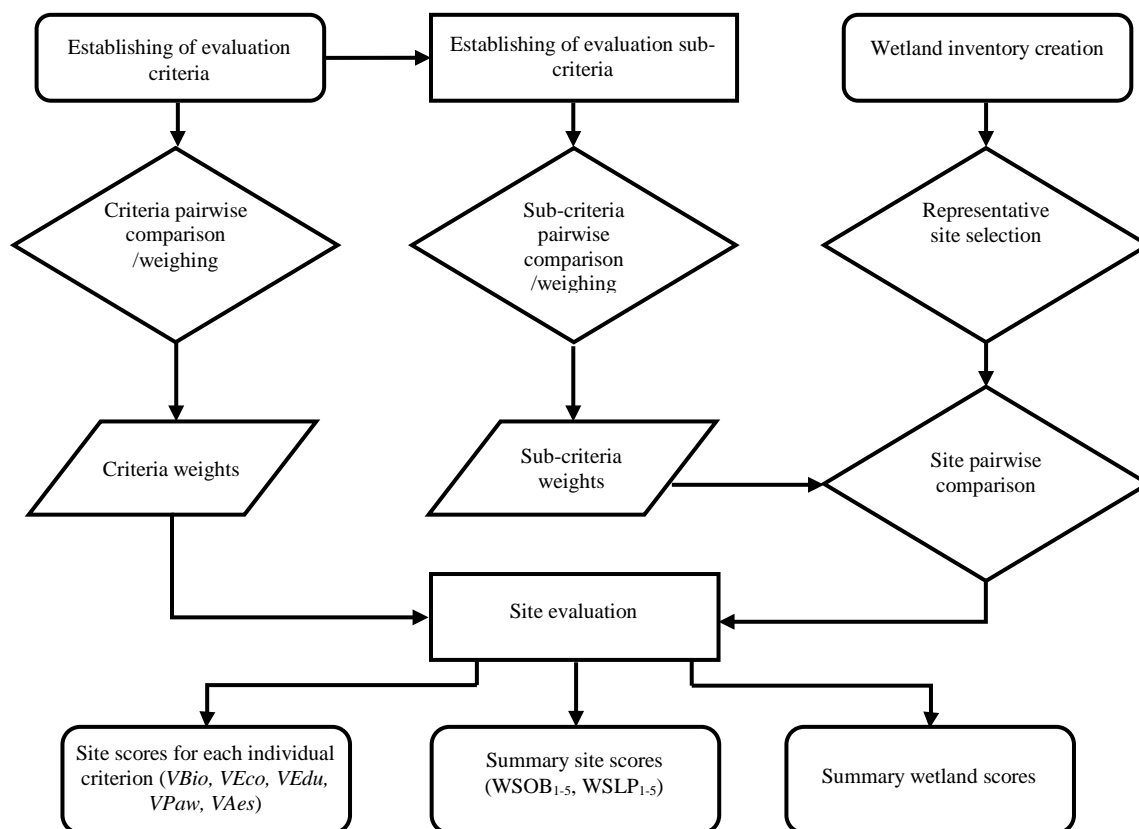 Establishing of evaluation
criteria
Establishing of evaluation sub-
criteria
Wetland inventory creation
Criteria pairwise
comparison
/weighing
Sub-criteria
pairwise
comparison
/weighing
Representative
site selection
Criteria weights
Sub-criteria
weights
Site pairwise
comparison
Site evaluation
Site scores for each individual
criterion (VBio, VEco, VEdu,
VPaw, VAes)
Summary site scores
(WSOB1-5, WSLP1-5)
Summary wetland scores